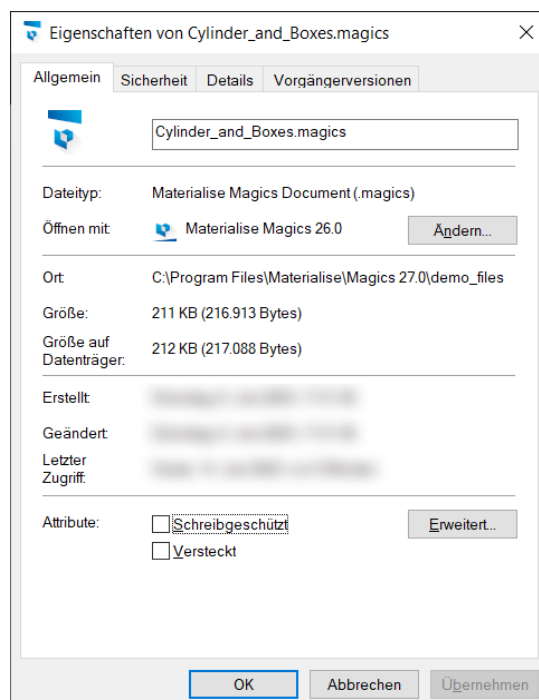 Eigenschaften von Cylinder_and_Boxes.magics
Allgemein Sicherheit Details Vorgängerversionen
Cylinder_and_Boxes.magics
Dateityp: Materialise Magics Document (.magics)
Öffnen mit: Materialise Magics 26.0 Ändern...
Ort: C:\Program Files\Materialise\Magics 27.0\demo_files
Größe: 211 KB (216.913 Bytes)
Größe auf
Datenträger: 212 KB (217.088 Bytes)
Erstellt:
Geändert:
Letzter
Zugriff:
Attribute: Schreibgeschützt Erweitert...
Versteckt
OK Abbrechen Übernehmen